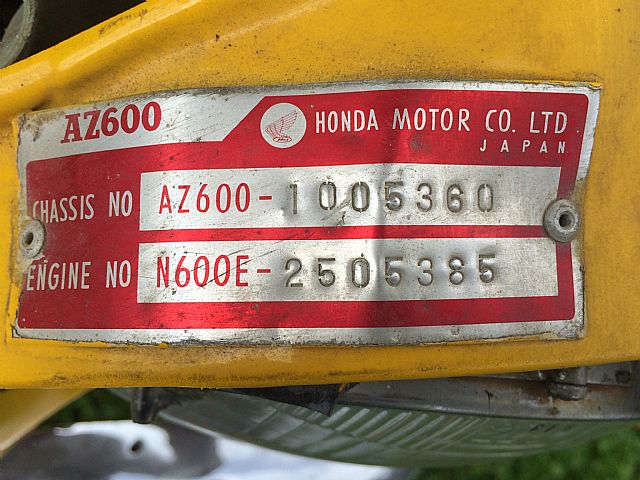 AZ600
HONDA MOTOR CO. LTD
JAPAN
CHASSIS NO AZ600-1005360
ENGINE NO N600E-2505385